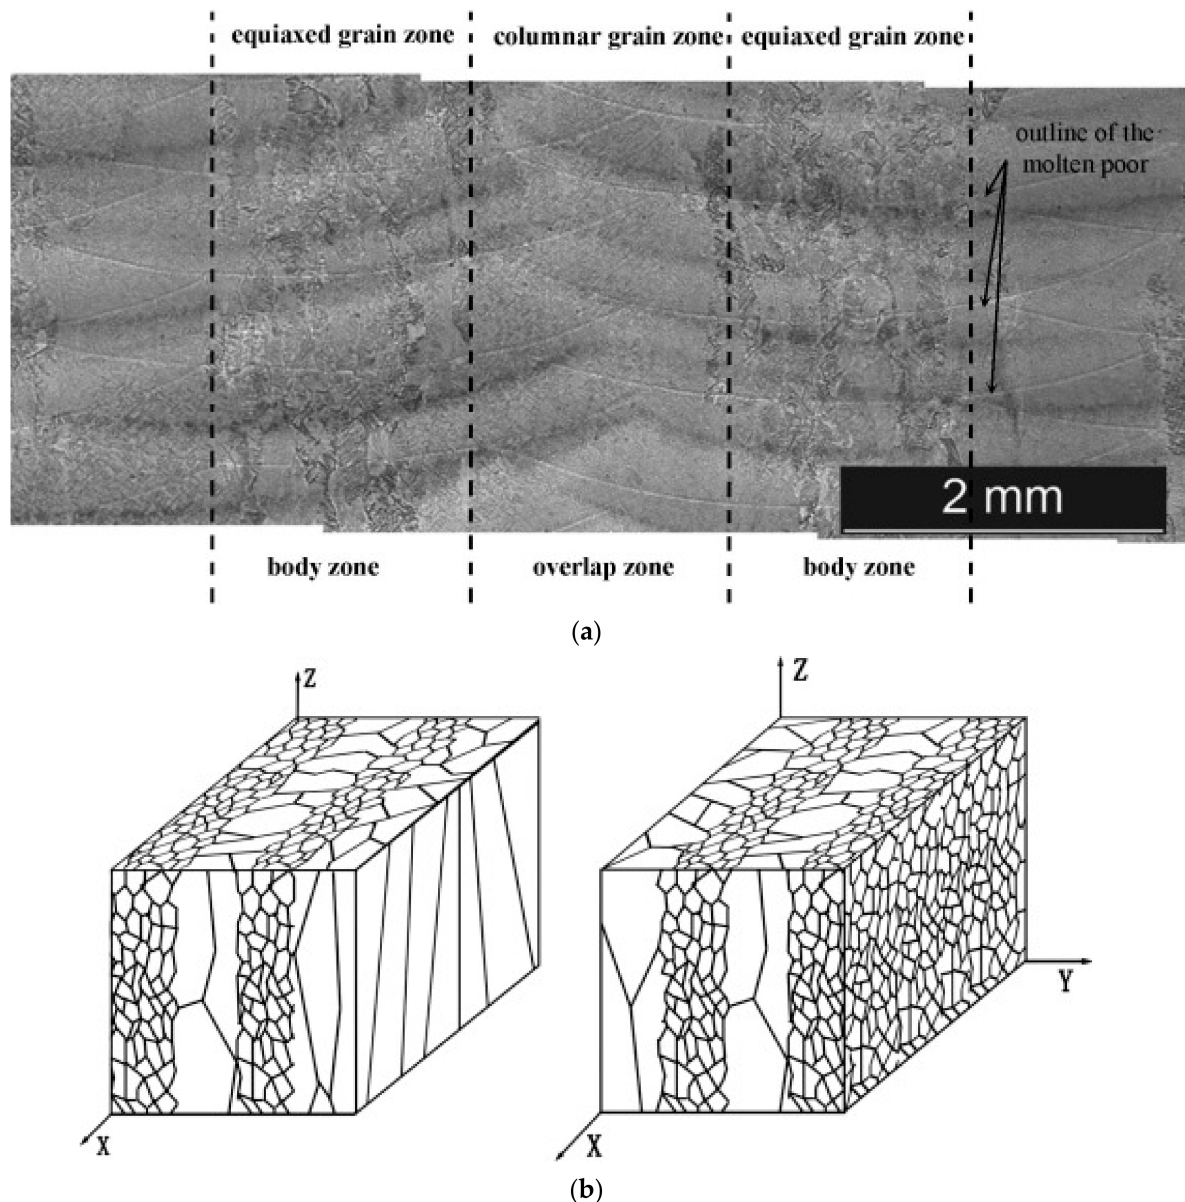 equiaxed grain zone columnar grain zone equiaxed grain zone
outline of the
molten poor
2 mm
body zone overlap zone body zone
(a)
Z Z
Y
X X
(b)